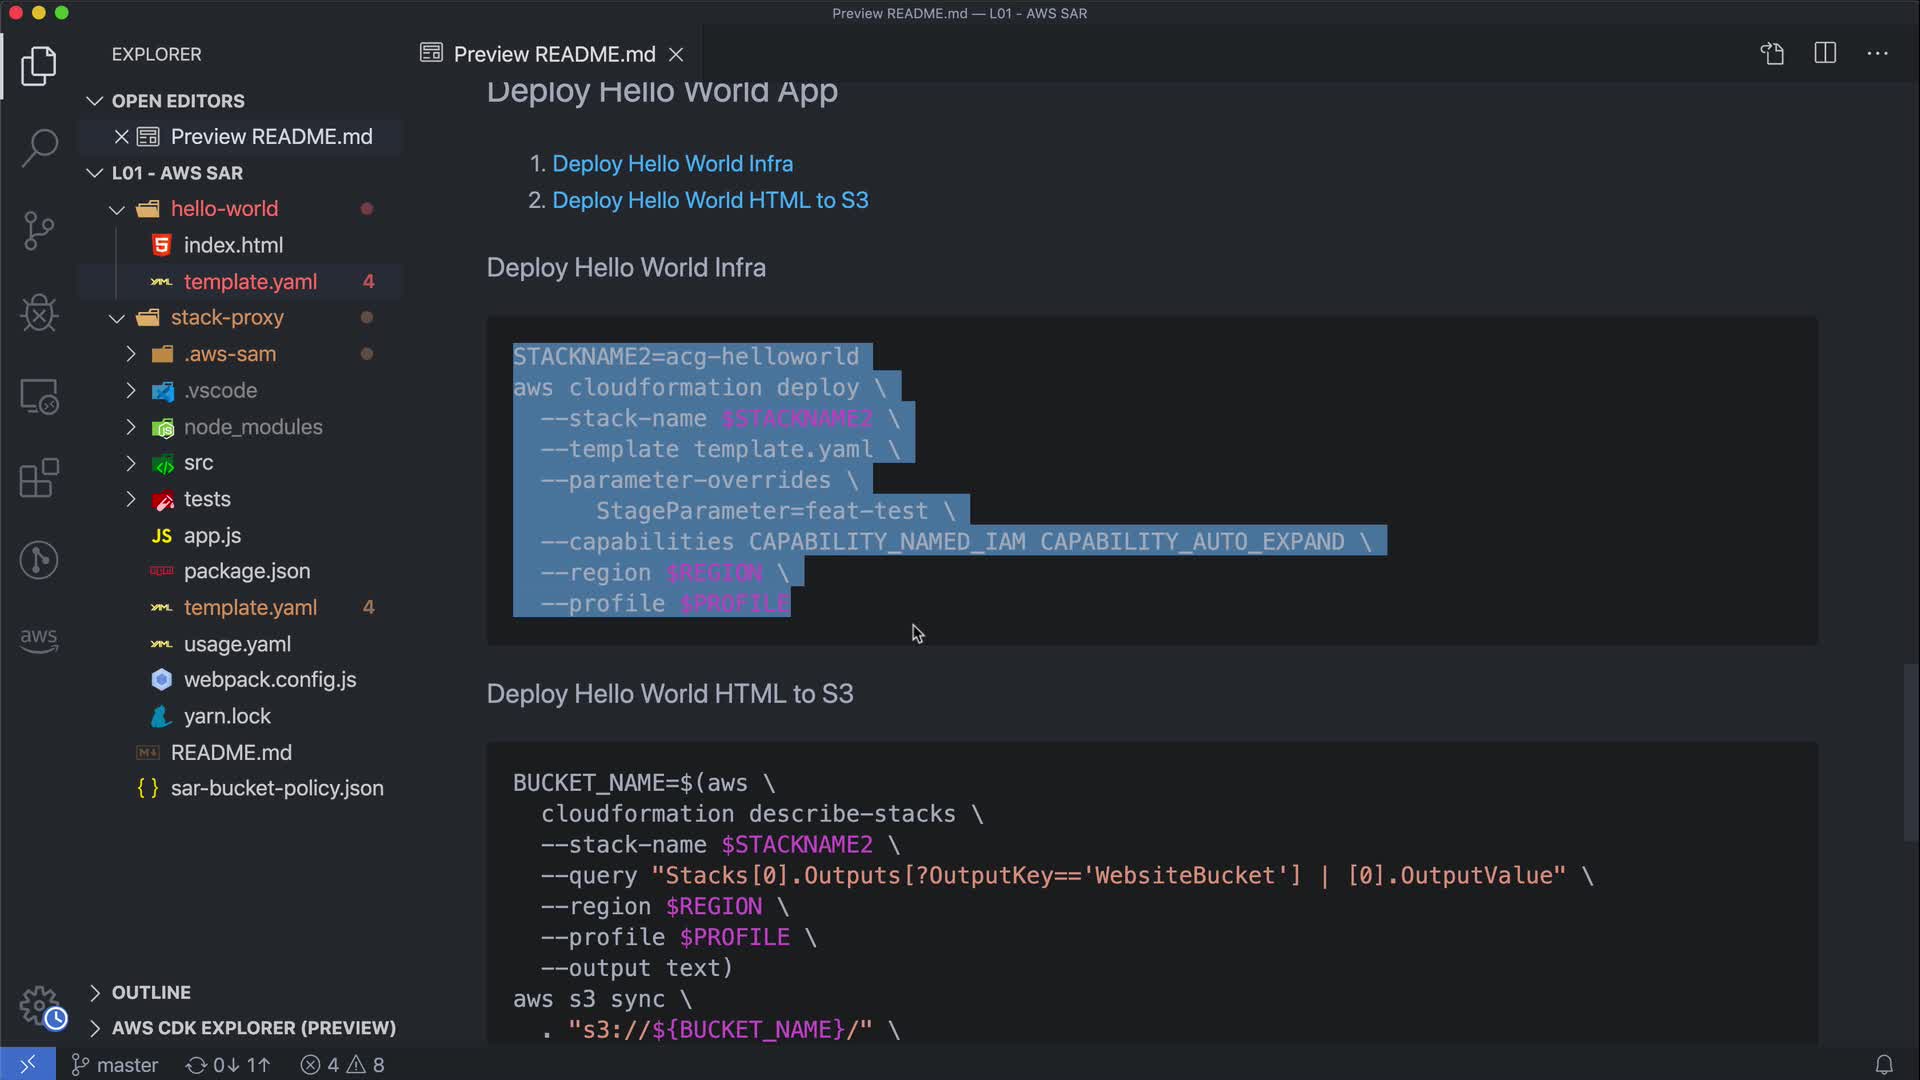 Preview README.md — L01 - AWS SAR
EXPLORER
Preview README.md
OPEN EDITORS
Preview README.md
L01 - AWS SAR
hello-world
index.html
template.yaml 4
stack-proxy
.aws-sam
.vscode
node_modules
src
tests
JS app.js
package.json
template.yaml 4
usage.yaml
webpack.config.js
yarn.lock
README.md
{ } sar-bucket-policy.json
OUTLINE
AWS CDK EXPLORER (PREVIEW)
aws
Deploy Hello World App
1. Deploy Hello World Infra
2. Deploy Hello World HTML to S3
Deploy Hello World Infra
STACKNAME2=acg-helloworld
aws cloudformation deploy \
--stack-name $STACKNAME2 \
--template template.yaml \
--parameter-overrides \
StageParameter=feat-test \
--capabilities CAPABILITY_NAMED_IAM CAPABILITY_AUTO_EXPAND \
--region $REGION \
--profile $PROFILE
Deploy Hello World HTML to S3
BUCKET_NAME=$(aws \
cloudformation describe-stacks \
--stack-name $STACKNAME2 \
--query "Stacks[0].Outputs[?OutputKey=='WebsiteBucket'] | [0].OutputValue" \
--region $REGION \
--profile $PROFILE \
--output text)
aws s3 sync \
. "s3://${BUCKET_NAME}/" \
master 0↓ 1↑ 4 8